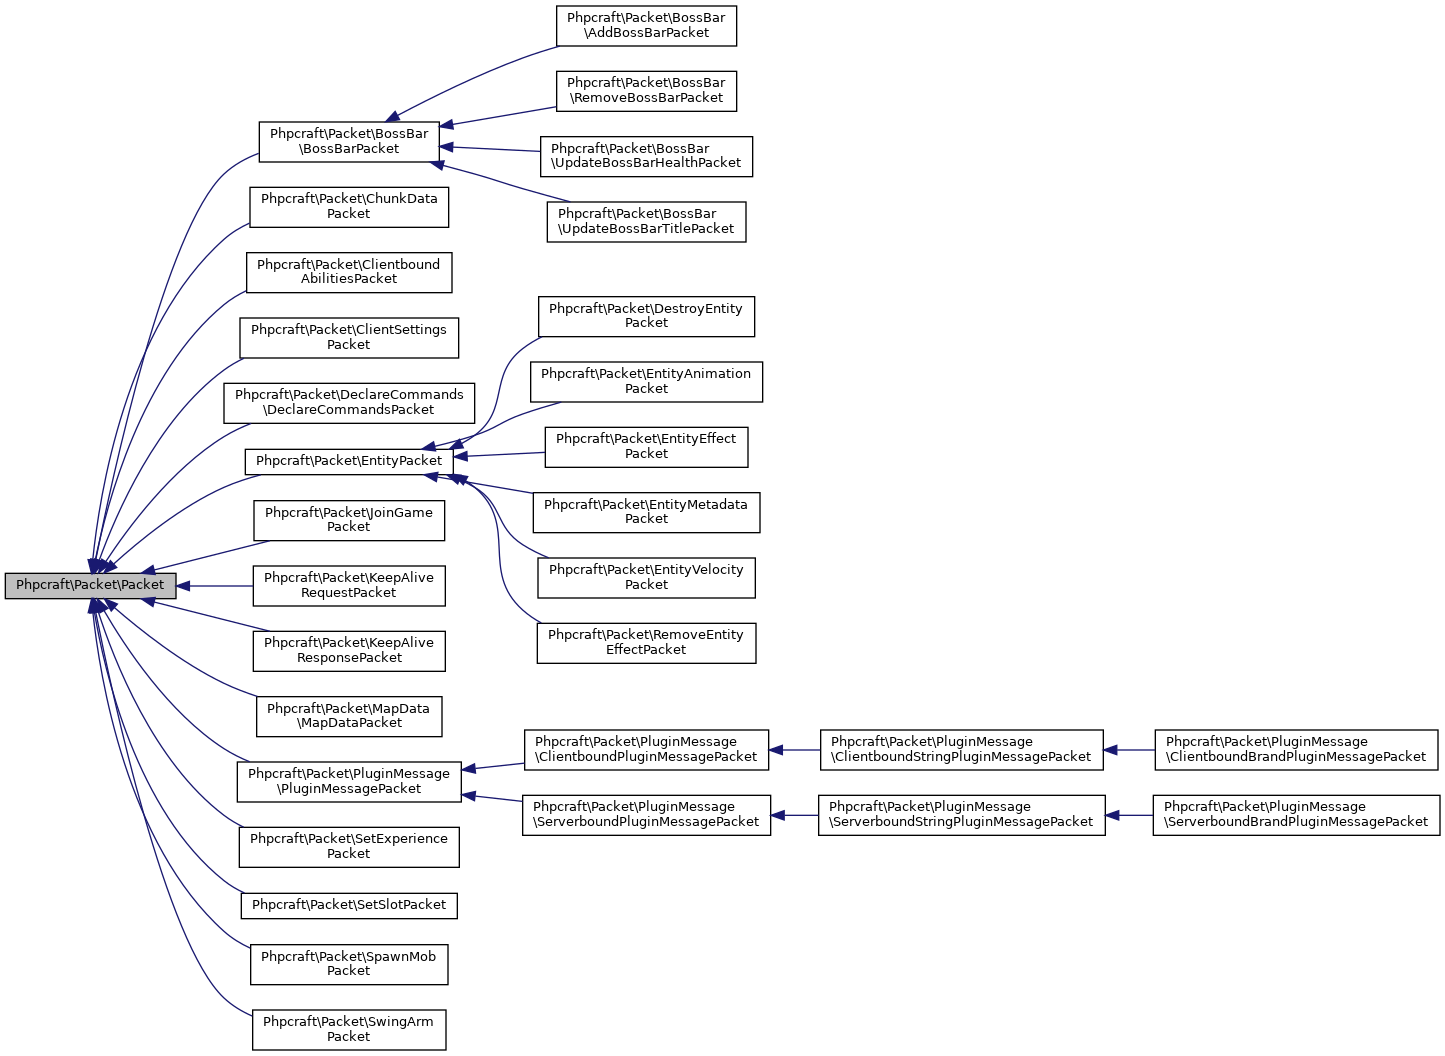 Phpcraft\Packet\BossBar
\AddBossBarPacket
Phpcraft\Packet\BossBar
\RemoveBossBarPacket
Phpcraft\Packet\BossBar
\BossBarPacket
Phpcraft\Packet\BossBar
\UpdateBossBarHealthPacket
Phpcraft\Packet\ChunkData
Packet
Phpcraft\Packet\BossBar
\UpdateBossBarTitlePacket
Phpcraft\Packet\Clientbound
AbilitiesPacket
Phpcraft\Packet\DestroyEntity
Packet
Phpcraft\Packet\ClientSettings
Packet
Phpcraft\Packet\EntityAnimation
Packet
Phpcraft\Packet\DeclareCommands
\DeclareCommandsPacket
Phpcraft\Packet\EntityEffect
Packet
Phpcraft\Packet\EntityPacket
Phpcraft\Packet\EntityMetadata
Packet
Phpcraft\Packet\JoinGame
Packet
Phpcraft\Packet\EntityVelocity
Packet
Phpcraft\Packet\Packet
Phpcraft\Packet\KeepAlive
RequestPacket
Phpcraft\Packet\RemoveEntity
EffectPacket
Phpcraft\Packet\KeepAlive
ResponsePacket
Phpcraft\Packet\MapData
\MapDataPacket
Phpcraft\Packet\PluginMessage
\PluginMessagePacket
Phpcraft\Packet\PluginMessage
\ClientboundPluginMessagePacket
Phpcraft\Packet\PluginMessage
\ClientboundStringPluginMessagePacket
Phpcraft\Packet\PluginMessage
\ClientboundBrandPluginMessagePacket
Phpcraft\Packet\PluginMessage
\ServerboundPluginMessagePacket
Phpcraft\Packet\PluginMessage
\ServerboundStringPluginMessagePacket
Phpcraft\Packet\PluginMessage
\ServerboundBrandPluginMessagePacket
Phpcraft\Packet\SetExperience
Packet
Phpcraft\Packet\SetSlotPacket
Phpcraft\Packet\SpawnMob
Packet
Phpcraft\Packet\SwingArm
Packet